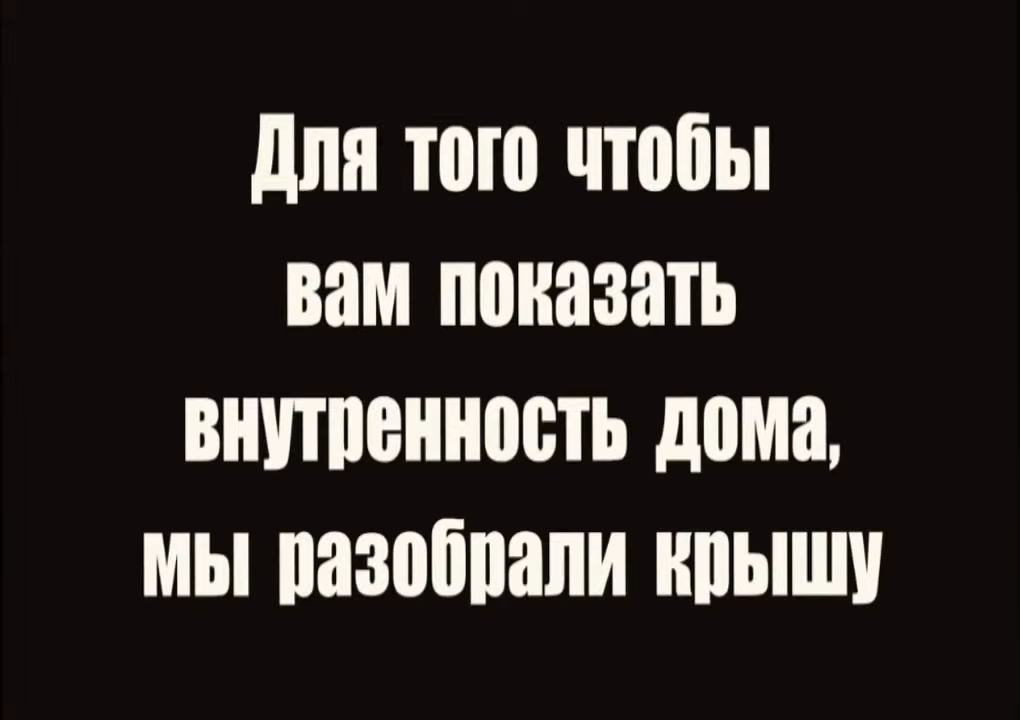 Для того чтобы
вам показать
внутренность дома,
мы разобрали крышу